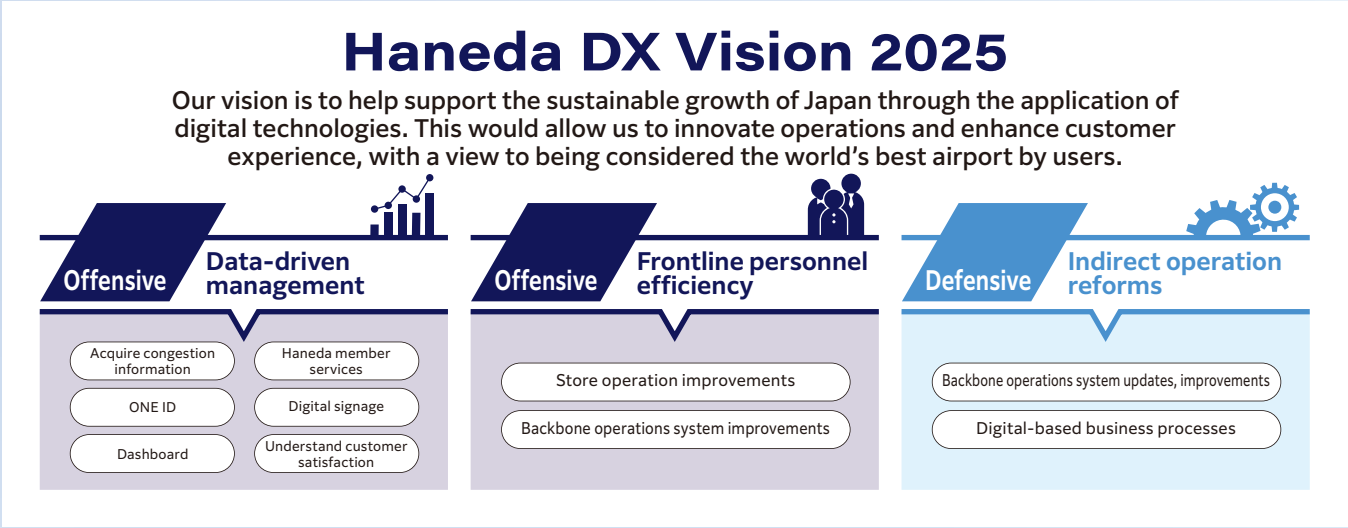 Haneda DX Vision 2025
Our vision is to help support the sustainable growth of Japan through the application of
digital technologies. This would allow us to innovate operations and enhance customer
experience, with a view to being considered the world’s best airport by users.
Offensive
Data-driven
management
Acquire congestion
information
Haneda member
services
ONE ID
Digital signage
Dashboard
Understand customer
satisfaction
Offensive
Frontline personnel
efficiency
Store operation improvements
Backbone operations system improvements
Defensive
Indirect operation
reforms
Backbone operations system updates, improvements
Digital-based business processes